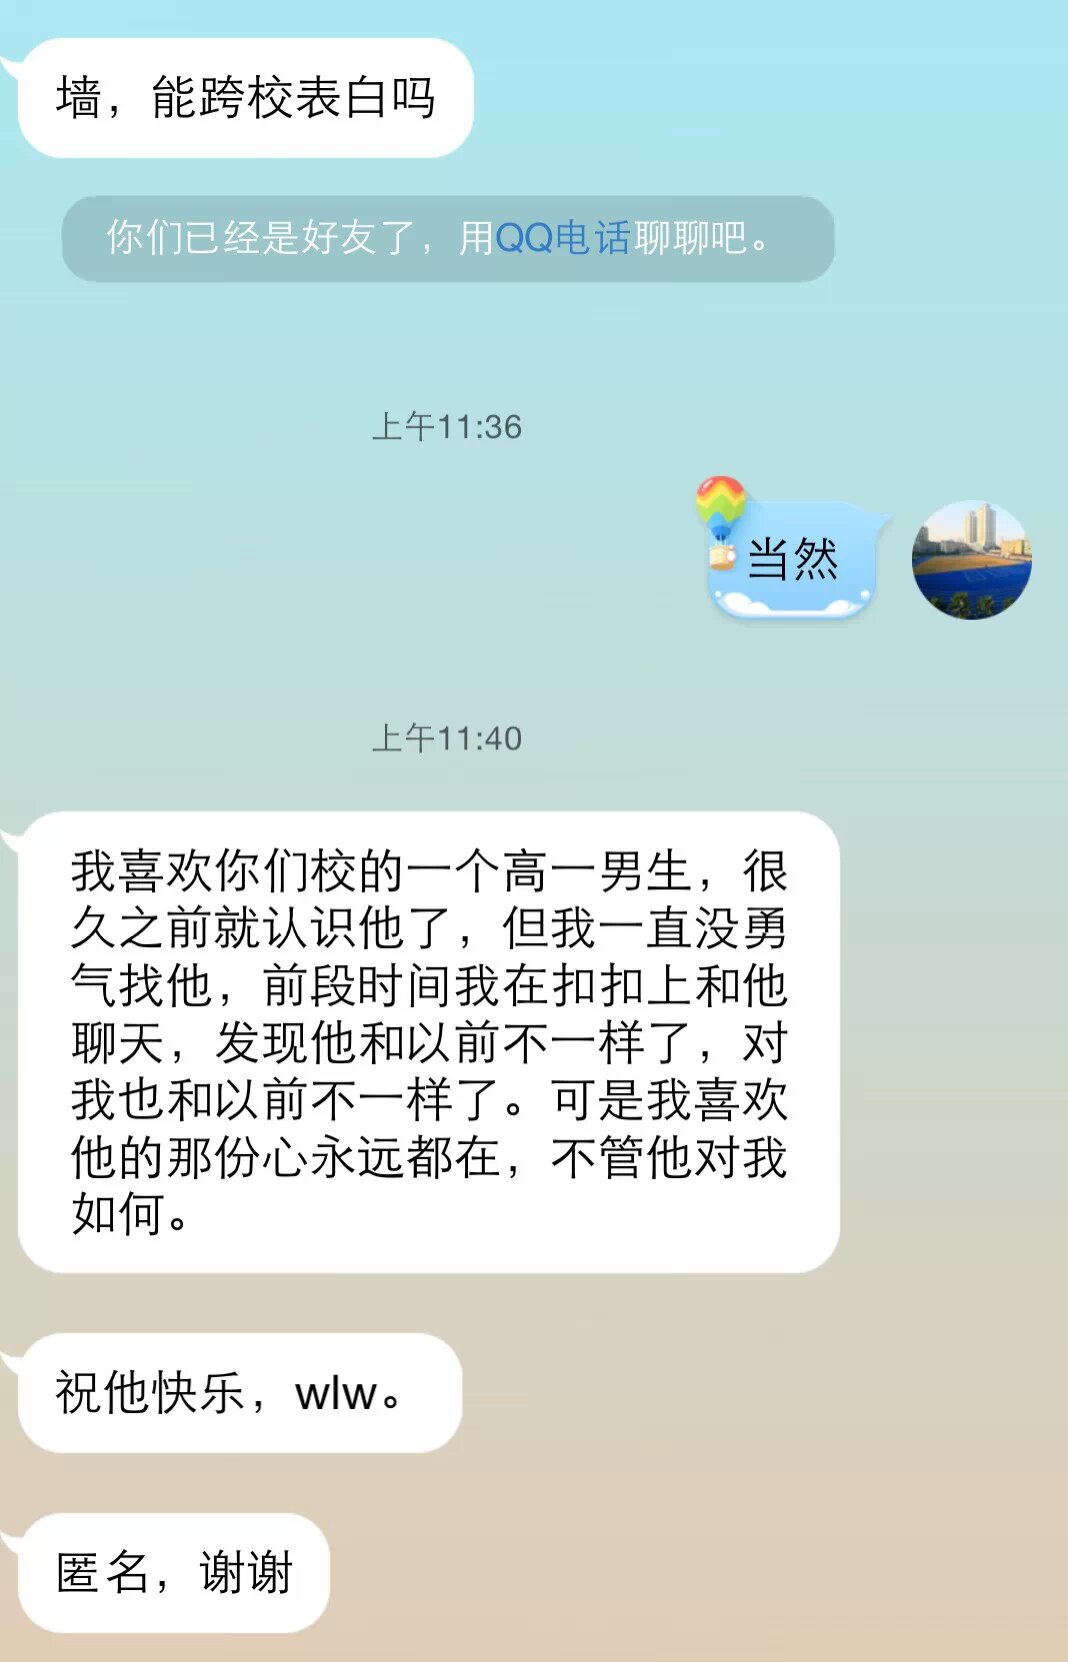 墙，能跨校表白吗
你们已经是好友了，用QQ电话聊聊吧。
上午11:36
当然
上午11:40
我喜欢你们校的一个高一男生，很
久之前就认识他了，但我一直没勇
气找他，前段时间我在扣扣上和他
聊天，发现他和以前不一样了，对
我也和以前不一样了。可是我喜欢
他的那份心永远都在，不管他对我
如何。
祝他快乐，wlw。
匿名，谢谢